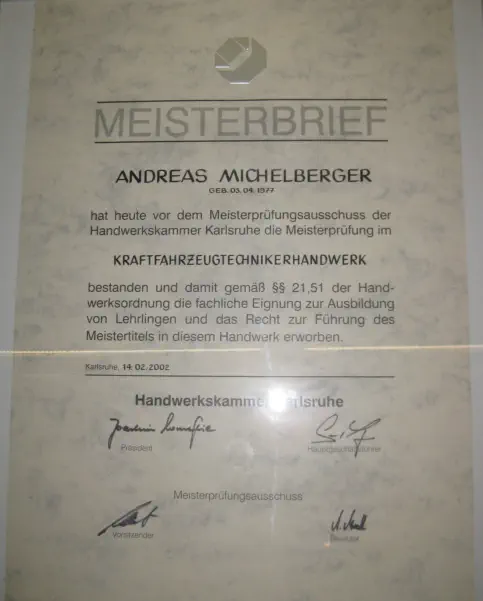 MEISTERBRIEF
ANDREAS MICHELBERGER
GEB. 03.04.1977
hat heute vor dem Meisterprüfungsausschuss der
Handwerkskammer Karlsruhe die Meisterprüfung im
KRAFTFAHRZEUGTECHNIKERHANDWERK
bestanden und damit gemäß §§ 21,51 der Hand-
werksordnung die fachliche Eignung zur Ausbildung
von Lehrlingen und das Recht zur Führung des
Meistertitels in diesem Handwerk erworben.
Karlsruhe, 14.02.2002
Handwerkskammer Karlsruhe
Präsident
Hauptgeschäftsführer
Meisterprüfungsausschuss
Vorsitzender
Beisitzer